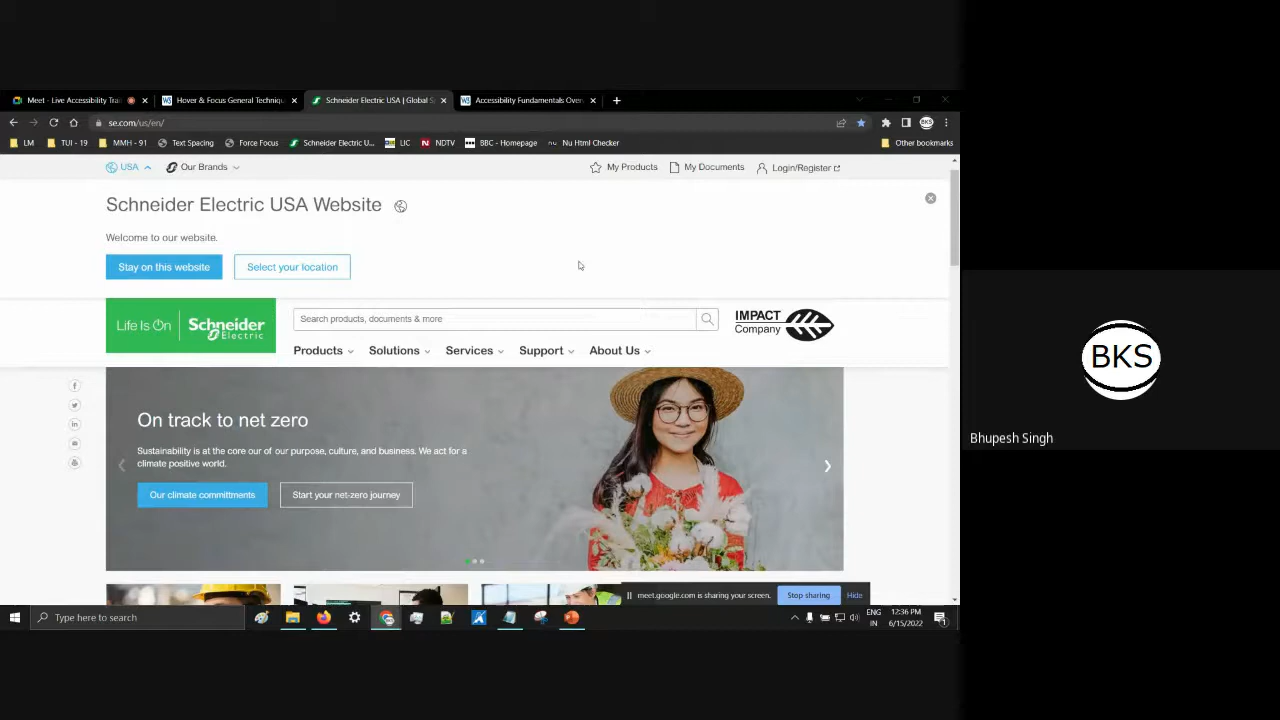 Meet - Live Accessibility Trai
Hover & Focus General Techniqu
Schneider Electric USA | Global S
Accessibility Fundamentals Over
se.com/us/en/
BKS
LM
TUI - 19
MMH - 91
Text Spacing
Force Focus
Schneider Electric U...
LIC
NDTV
BBC - Homepage
Nu Html Checker
Other bookmarks
USA
Our Brands
My Products
My Documents
Login/Register
Schneider Electric USA Website
Welcome to our website.
Stay on this website
Select your location
Life Is On
Schneider
Electric
Search products, documents & more
IMPACT
Company
Products
Solutions
Services
Support
About Us
On track to net zero
Sustainability is at the core our of our purpose, culture, and business. We act for a
climate positive world.
Our climate committments
Start your net-zero journey
meet.google.com is sharing your screen.
Stop sharing
Hide
Type here to search
ENG
IN
12:36 PM
6/15/2022
BKS
Bhupesh Singh